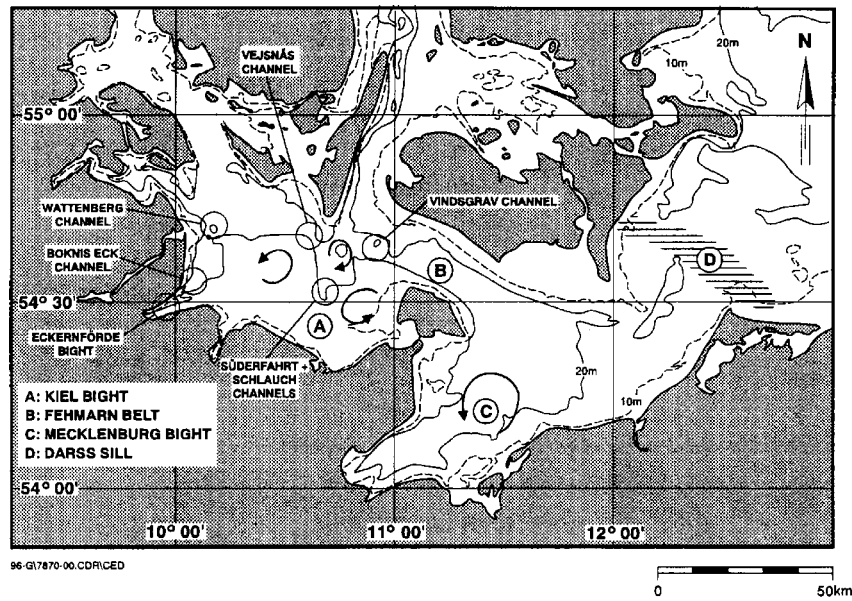 VEJSNÄS
CHANNEL
20m
10m
N
55° 00'
WATTENBERG
CHANNEL
VINDSGRAV CHANNEL
BOKNIS ECK
CHANNEL
D
B
54° 30'
ECKERNFÖRDE
BIGHT
A
SÜDERFAHRT +
SCHLAUCH
CHANNELS
20m
10m
C
A: KIEL BIGHT
B: FEHMARN BELT
C: MECKLENBURG BIGHT
D: DARSS SILL
54° 00'
10° 00'
11° 00'
12° 00'
96-G\7870-00.CDR\CED
0
50km